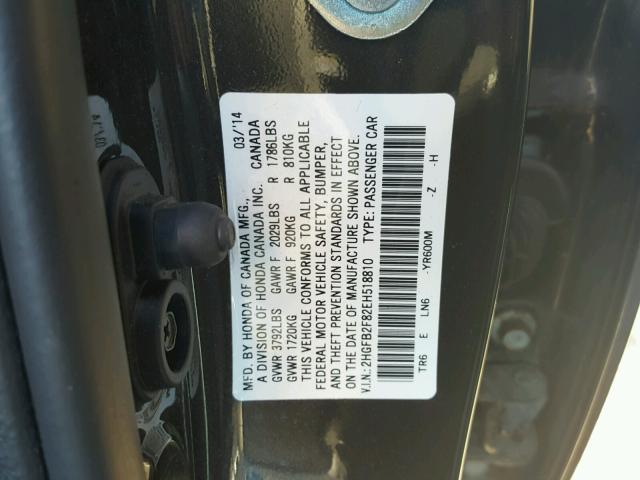 MFD. BY HONDA OF CANADA MFG., 03/'14
A DIVISION OF HONDA CANADA INC. CANADA
GVWR 3792LBS GAWR F 2029LBS R 1786LBS
GVWR 1720KG GAWR F 920KG R 810KG
THIS VEHICLE CONFORMS TO ALL APPLICABLE
FEDERAL MOTOR VEHICLE SAFETY, BUMPER,
AND THEFT PREVENTION STANDARDS IN EFFECT
ON THE DATE OF MANUFACTURE SHOWN ABOVE.
V.I.N.: 2HGFB2F82EH518810 TYPE: PASSENGER CAR
TR6 E LN6 -YR600M -Z -H